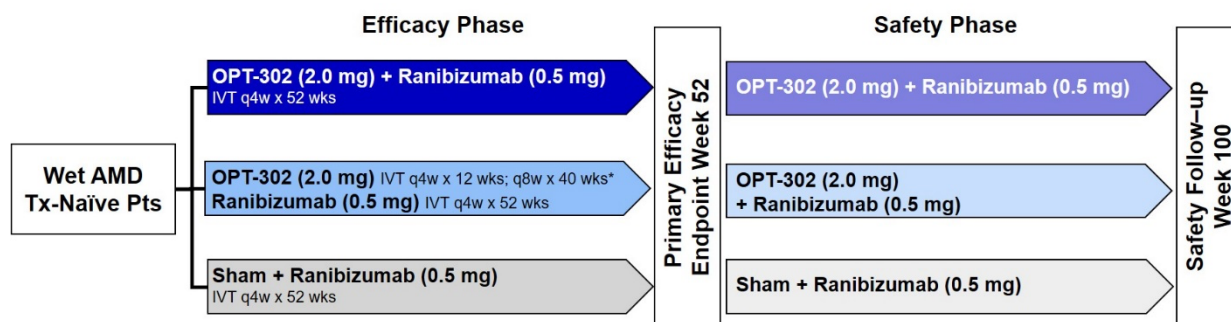 Efficacy Phase
Safety Phase
Wet AMD
Tx-Naïve Pts
OPT-302 (2.0 mg) + Ranibizumab (0.5 mg)
IVT q4w x 52 wks
OPT-302 (2.0 mg) IVT q4w x 12 wks; q8w x 40 wks*
Ranibizumab (0.5 mg) IVT q4w x 52 wks
Sham + Ranibizumab (0.5 mg)
IVT q4w x 52 wks
Primary Efficacy
Endpoint Week 52
OPT-302 (2.0 mg) + Ranibizumab (0.5 mg)
OPT-302 (2.0 mg)
+ Ranibizumab (0.5 mg)
Sham + Ranibizumab (0.5 mg)
Safety Follow–up
Week 100